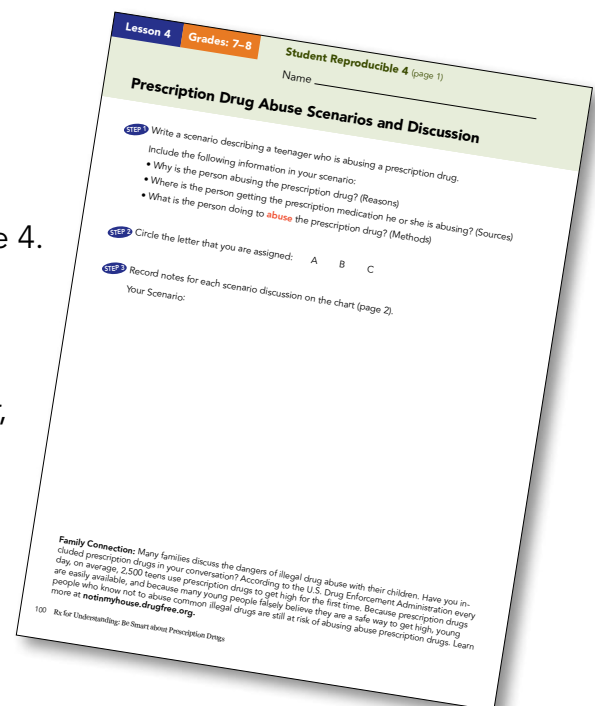 Lesson 4 Grades: 7–8
Student Reproducible 4 (page 1)
Name
Prescription Drug Abuse Scenarios and Discussion
STEP 1 Write a scenario describing a teenager who is abusing a prescription drug.
Include the following information in your scenario:
• Why is the person abusing the prescription drug? (Reasons)
• Where is the person getting the prescription medication he or she is abusing? (Sources)
• What is the person doing to abuse the prescription drug? (Methods)
e 4.
STEP 2 Circle the letter that you are assigned: A B C
STEP 3 Record notes for each scenario discussion on the chart (page 2).
Your Scenario:
Family Connection: Many families discuss the dangers of illegal drug abuse with their children. Have you in-
cluded prescription drugs in your conversation? According to the U.S. Drug Enforcement Administration every
day, on average, 2,500 teens use prescription drugs to get high for the first time. Because prescription drugs
are easily available, and because many young people falsely believe they are a safe way to get high, young
people who know not to abuse common illegal drugs are still at risk of abusing abuse prescription drugs. Learn
more at notinmyhouse.drugfree.org.
100 Rx for Understanding: Be Smart about Prescription Drugs